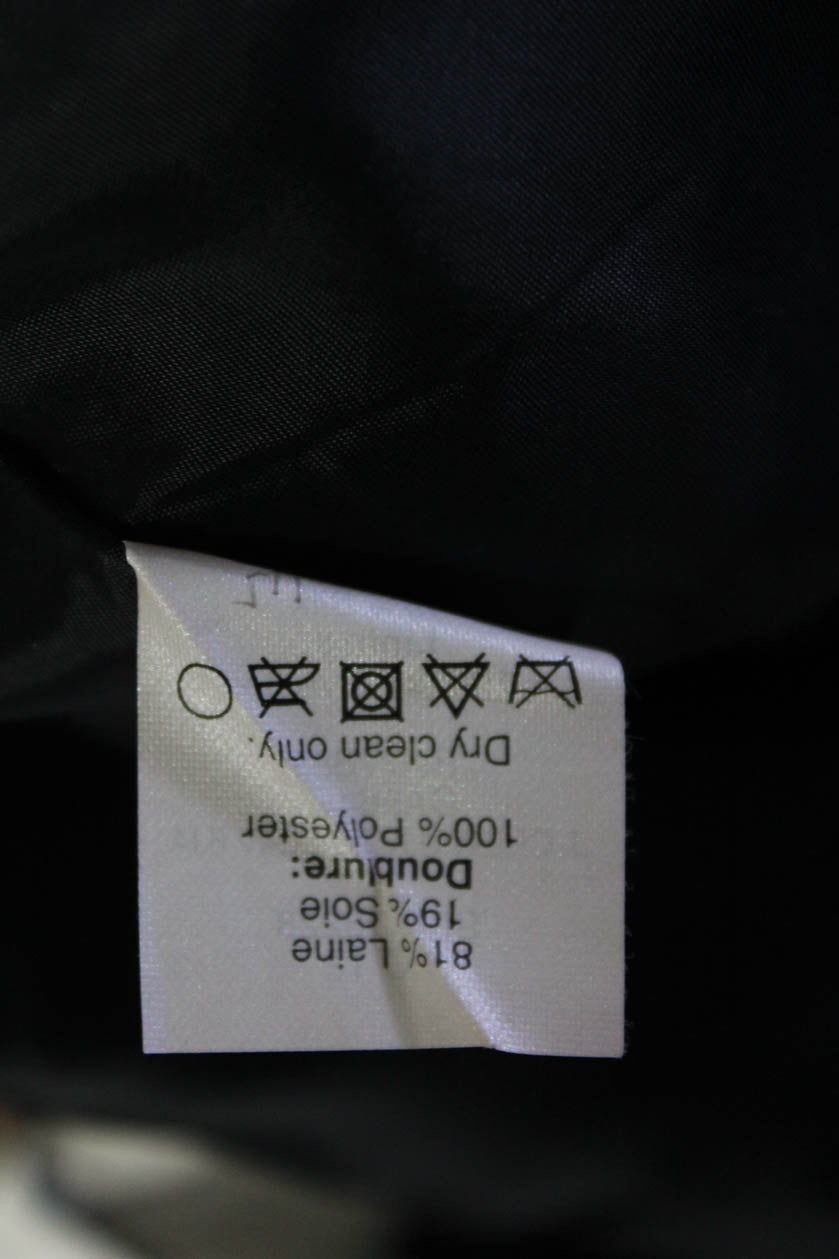 81% Laine
19% Soie
Doublure:
100% Polyester
Dry clean only.